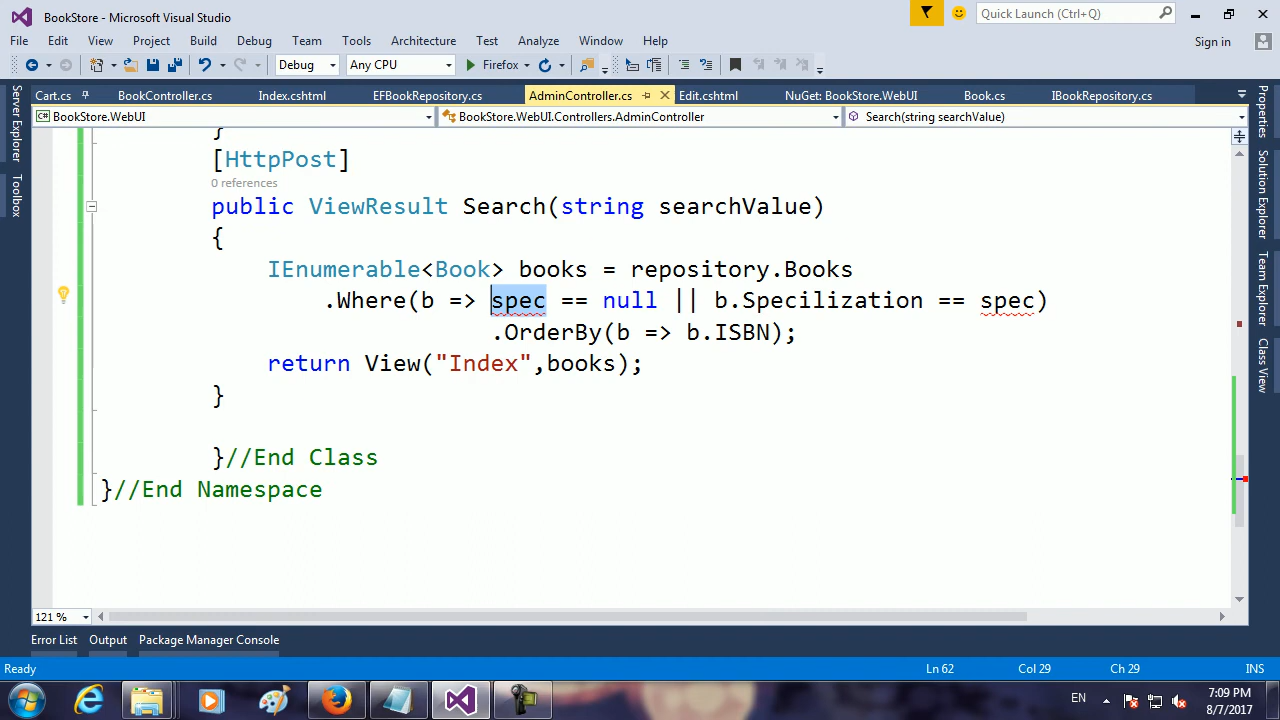 BookStore - Microsoft Visual Studio
Quick Launch (Ctrl+Q)
File Edit View Project Build Debug Team Tools Architecture Test Analyze Window Help
Sign in
Debug Any CPU Firefox
Cart.cs BookController.cs Index.cshtml EFBookRepository.cs AdminController.cs Edit.cshtml NuGet: BookStore.WebUI Book.cs IBookRepository.cs
BookStore.WebUI BookStore.WebUI.Controllers.AdminController Search(string searchValue)
Server Explorer
Toolbox
Properties
Solution Explorer
Team Explorer
Class View
}
[HttpPost]
0 references
public ViewResult Search(string searchValue)
{
IEnumerable<Book> books = repository.Books
.Where(b => spec == null || b.Specilization == spec)
.OrderBy(b => b.ISBN);
return View("Index",books);
}
}//End Class
}//End Namespace
121 %
Error List Output Package Manager Console
Ready Ln 62 Col 29 Ch 29 INS
EN
7:09 PM
8/7/2017